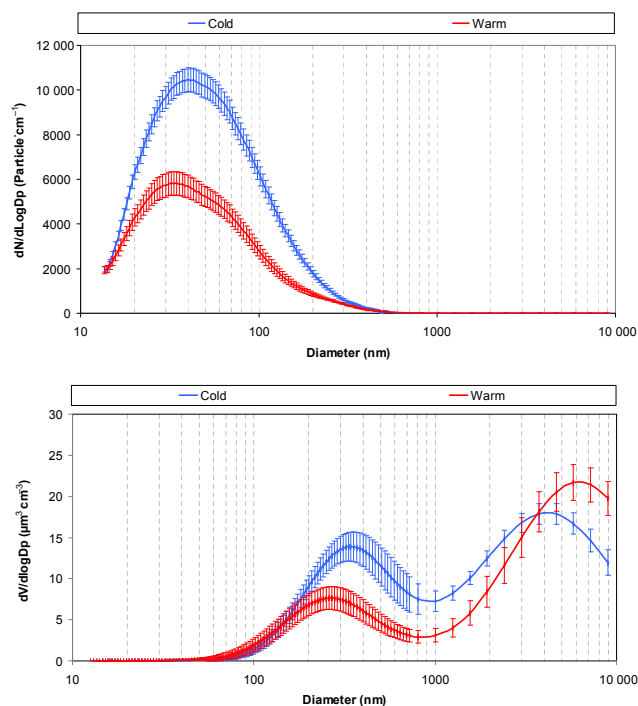 Cold Warm
12 000
10 000
8000
6000
4000
2000
0
dN/dLogDp (Particle˙cm⁻¹)
10 100 1000 10 000
Diameter (nm)
Cold Warm
30
25
20
15
10
5
0
dV/dlogDp (µm³ cm⁻³)
10 100 1000 10 000
Diameter (nm)